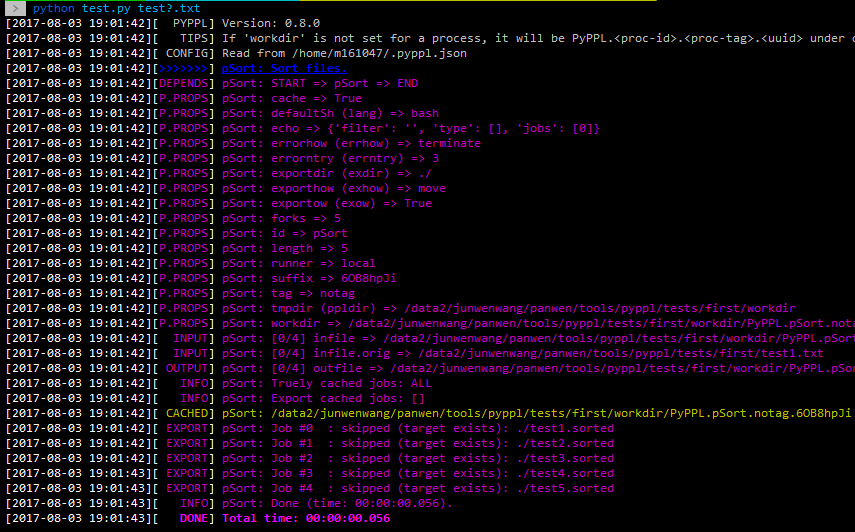 > python test.py test?.txt
[2017-08-03 19:01:42][  PYPPL] Version: 0.8.0
[2017-08-03 19:01:42][   TIPS] If 'workdir' is not set for a process, it will be PyPPL.<proc-id>.<proc-tag>.<uuid> under
[2017-08-03 19:01:42][ CONFIG] Read from /home/m161047/.pyppl.json
[2017-08-03 19:01:42][>>>>>>>] pSort: Sort files.
[2017-08-03 19:01:42][DEPENDS] pSort: START => pSort => END
[2017-08-03 19:01:42][P.PROPS] pSort: cache => True
[2017-08-03 19:01:42][P.PROPS] pSort: defaultSh (lang) => bash
[2017-08-03 19:01:42][P.PROPS] pSort: echo => {'filter': '', 'type': [], 'jobs': [0]}
[2017-08-03 19:01:42][P.PROPS] pSort: errorhow (errhow) => terminate
[2017-08-03 19:01:42][P.PROPS] pSort: errorntry (errntry) => 3
[2017-08-03 19:01:42][P.PROPS] pSort: exportdir (exdir) => ./
[2017-08-03 19:01:42][P.PROPS] pSort: exporthow (exhow) => move
[2017-08-03 19:01:42][P.PROPS] pSort: exportow (exow) => True
[2017-08-03 19:01:42][P.PROPS] pSort: forks => 5
[2017-08-03 19:01:42][P.PROPS] pSort: id => pSort
[2017-08-03 19:01:42][P.PROPS] pSort: length => 5
[2017-08-03 19:01:42][P.PROPS] pSort: runner => local
[2017-08-03 19:01:42][P.PROPS] pSort: suffix => 6OB8hpJi
[2017-08-03 19:01:42][P.PROPS] pSort: tag => notag
[2017-08-03 19:01:42][P.PROPS] pSort: tmpdir (ppldir) => /data2/junwenwang/panwen/tools/pyppl/tests/first/workdir
[2017-08-03 19:01:42][P.PROPS] pSort: workdir => /data2/junwenwang/panwen/tools/pyppl/tests/first/workdir/PyPPL.pSort.nota
[2017-08-03 19:01:42][  INPUT] pSort: [0/4] infile => /data2/junwenwang/panwen/tools/pyppl/tests/first/workdir/PyPPL.pSor
[2017-08-03 19:01:42][  INPUT] pSort: [0/4] infile.orig => /data2/junwenwang/panwen/tools/pyppl/tests/first/test1.txt
[2017-08-03 19:01:42][ OUTPUT] pSort: [0/4] outfile => /data2/junwenwang/panwen/tools/pyppl/tests/first/workdir/PyPPL.pSo
[2017-08-03 19:01:42][   INFO] pSort: Truely cached jobs: ALL
[2017-08-03 19:01:42][   INFO] pSort: Export cached jobs: []
[2017-08-03 19:01:42][ CACHED] pSort: /data2/junwenwang/panwen/tools/pyppl/tests/first/workdir/PyPPL.pSort.notag.6OB8hpJi
[2017-08-03 19:01:42][ EXPORT] pSort: Job #0  : skipped (target exists): ./test1.sorted
[2017-08-03 19:01:42][ EXPORT] pSort: Job #1  : skipped (target exists): ./test2.sorted
[2017-08-03 19:01:42][ EXPORT] pSort: Job #2  : skipped (target exists): ./test3.sorted
[2017-08-03 19:01:43][ EXPORT] pSort: Job #3  : skipped (target exists): ./test4.sorted
[2017-08-03 19:01:43][ EXPORT] pSort: Job #4  : skipped (target exists): ./test5.sorted
[2017-08-03 19:01:43][   INFO] pSort: Done (time: 00:00:00.056).
[2017-08-03 19:01:43][   DONE] Total time: 00:00:00.056